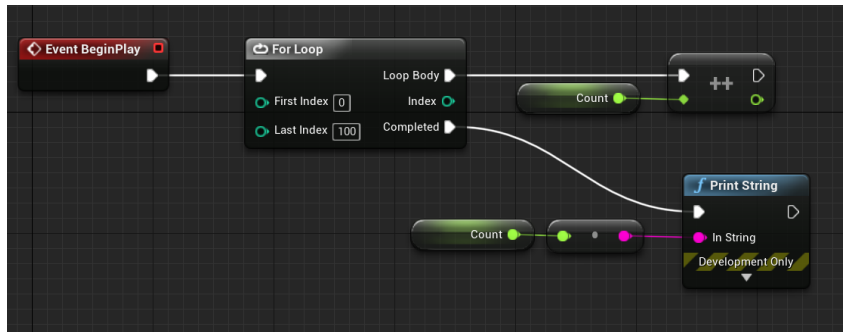 Event BeginPlay
For Loop
Loop Body
First Index 0
Index
Last Index 100
Completed
Count
++
Count
f Print String
In String
Development Only